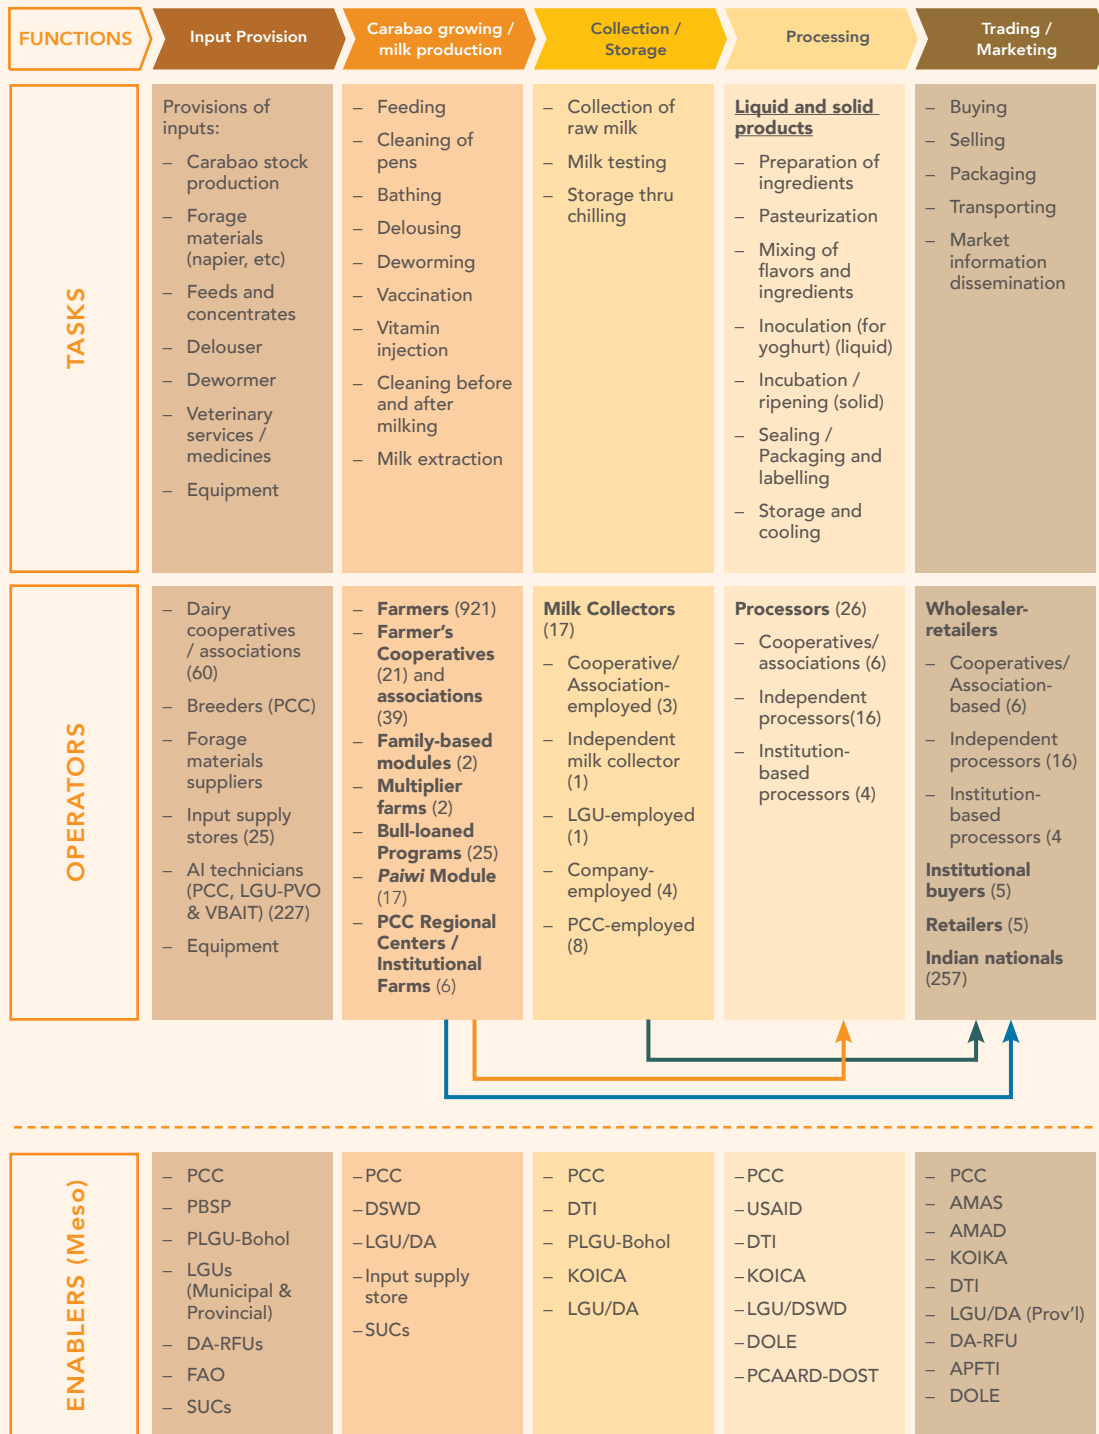 FUNCTIONS
Input Provision
Carabao growing /
milk production
Collection /
Storage
Processing
Trading /
Marketing
TASKS
Provisions of
inputs:
– Carabao stock
production
– Forage
materials
(napier, etc)
– Feeds and
concentrates
– Delouser
– Dewormer
– Veterinary
services /
medicines
– Equipment
– Feeding
– Cleaning of
pens
– Bathing
– Delousing
– Deworming
– Vaccination
– Vitamin
injection
– Cleaning before
and after
milking
– Milk extraction
– Collection of
raw milk
– Milk testing
– Storage thru
chilling
Liquid and solid
products
– Preparation of
ingredients
– Pasteurization
– Mixing of
flavors and
ingredients
– Inoculation (for
yoghurt) (liquid)
– Incubation /
ripening (solid)
– Sealing /
Packaging and
labelling
– Storage and
cooling
– Buying
– Selling
– Packaging
– Transporting
– Market
information
dissemination
OPERATORS
– Dairy
cooperatives
/ associations
(60)
– Breeders (PCC)
– Forage
materials
suppliers
– Input supply
stores (25)
– AI technicians
(PCC, LGU-PVO
& VBAIT) (227)
– Equipment
– Farmers (921)
– Farmer's
Cooperatives
(21) and
associations
(39)
– Family-based
modules (2)
– Multiplier
farms (2)
– Bull-loaned
Programs (25)
– Paiwi Module
(17)
– PCC Regional
Centers /
Institutional
Farms (6)
Milk Collectors
(17)
– Cooperative/
Association-
employed (3)
– Independent
milk collector
(1)
– LGU-employed
(1)
– Company-
employed (4)
– PCC-employed
(8)
Processors (26)
– Cooperatives/
associations (6)
– Independent
processors(16)
– Institution-
based
processors (4)
Wholesaler-
retailers
– Cooperatives/
Association-
based (6)
– Independent
processors (16)
– Institution-
based
processors (4
Institutional
buyers (5)
Retailers (5)
Indian nationals
(257)
ENABLERS (Meso)
– PCC
– PBSP
– PLGU-Bohol
– LGUs
(Municipal &
Provincial)
– DA-RFUs
– FAO
– SUCs
–PCC
–DSWD
–LGU/DA
–Input supply
store
–SUCs
– PCC
– DTI
– PLGU-Bohol
– KOICA
– LGU/DA
–PCC
–USAID
–DTI
–KOICA
–LGU/DSWD
–DOLE
–PCAARD-DOST
– PCC
– AMAS
– AMAD
– KOIKA
– DTI
– LGU/DA (Prov'l)
– DA-RFU
– APFTI
– DOLE